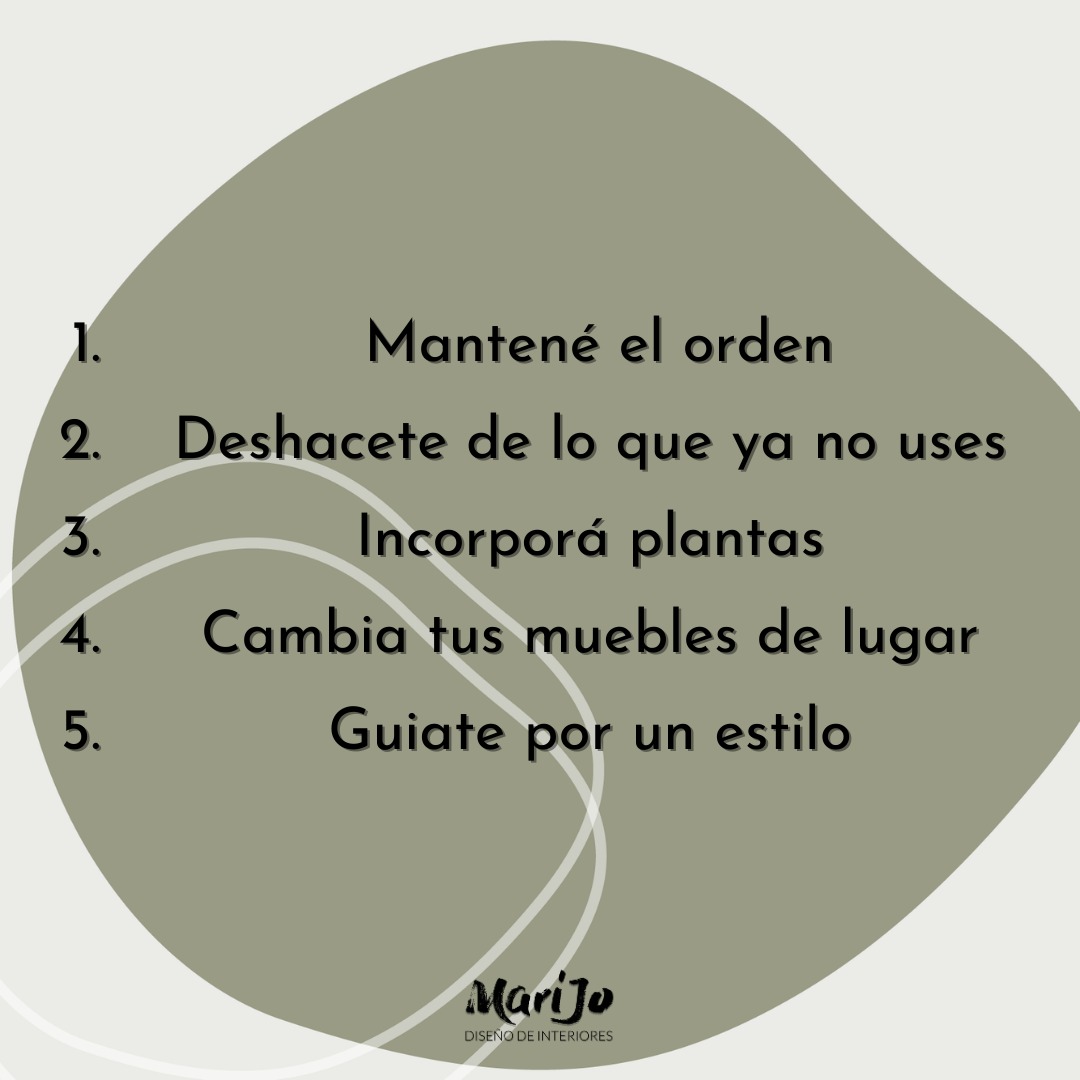 1. Mantené el orden
2. Deshacete de lo que ya no uses
3. Incorporá plantas
4. Cambia tus muebles de lugar
5. Guiate por un estilo
MariJo
DISEÑO DE INTERIORES